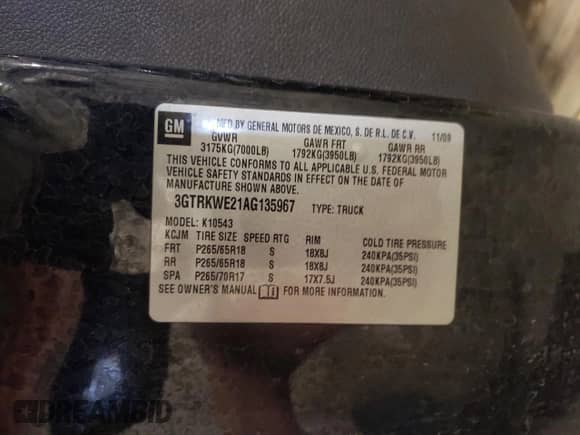 GM
MFD BY GENERAL MOTORS DE MEXICO, S. DE R.L. DE C.V. 11/09
GVWR GAWR FRT GAWR RR
3175KG(7000LB) 1792KG(3950LB) 1792KG(3950LB)
THIS VEHICLE CONFORMS TO ALL APPLICABLE U.S. FEDERAL MOTOR
VEHICLE SAFETY STANDARDS IN EFFECT ON THE DATE OF
MANUFACTURE SHOWN ABOVE.
3GTRKWE21AG135967 TYPE: TRUCK
MODEL: K10543
KCJM TIRE SIZE SPEED RTG RIM COLD TIRE PRESSURE
FRT P265/65R18 S 18X8J 240KPA(35PSI)
RR P265/65R18 S 18X8J 240KPA(35PSI)
SPA P265/70R17 S 17X7.5J 240KPA(35PSI)
SEE OWNER'S MANUAL FOR MORE INFORMATION.
DREAMBID